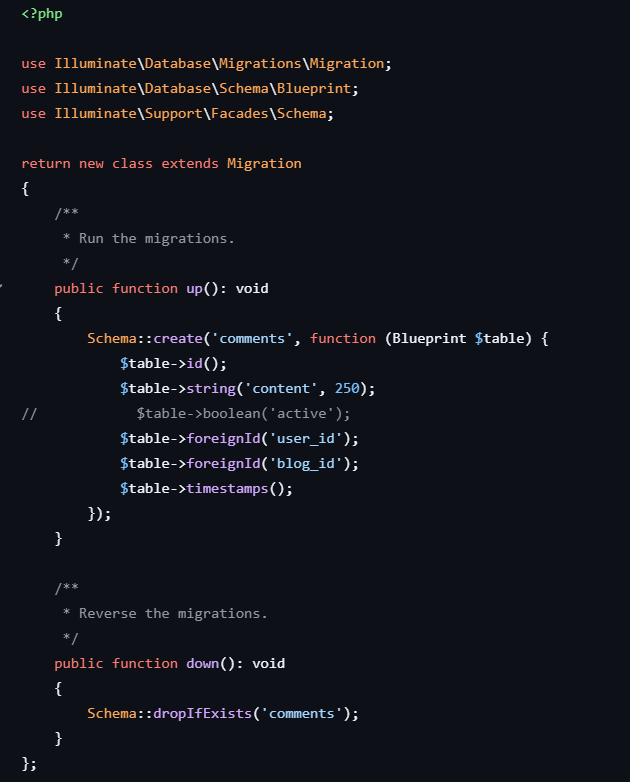 <?php
use Illuminate\Database\Migrations\Migration;
use Illuminate\Database\Schema\Blueprint;
use Illuminate\Support\Facades\Schema;
return new class extends Migration
{
    /**
     * Run the migrations.
     */
    public function up(): void
    {
        Schema::create('comments', function (Blueprint $table) {
            $table->id();
            $table->string('content', 250);
//            $table->boolean('active');
            $table->foreignId('user_id');
            $table->foreignId('blog_id');
            $table->timestamps();
        });
    }
    /**
     * Reverse the migrations.
     */
    public function down(): void
    {
        Schema::dropIfExists('comments');
    }
};